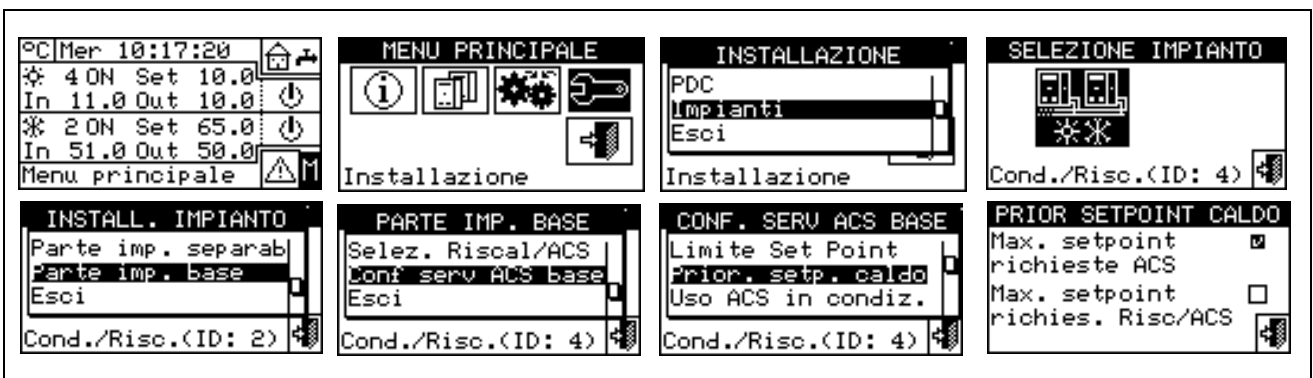 °C Mer 10:17:20
4 ON Set 10.0
In 11.0 Out 10.0
2 ON Set 65.0
In 51.0 Out 50.0
Menu principale M
MENU PRINCIPALE
Installazione
INSTALLAZIONE
PDC
Impianti
Esci
Installazione
SELEZIONE IMPIANTO
Cond./Risc.(ID: 4)
INSTALL. IMPIANTO
Parte imp. separab
Parte imp. base
Esci
Cond./Risc.(ID: 2)
PARTE IMP. BASE
Selez. Riscal/ACS
Conf serv ACS base
Esci
Cond./Risc.(ID: 4)
CONF. SERV ACS BASE
Limite Set Point
Prior. setp. caldo
Uso ACS in condiz.
Cond./Risc.(ID: 4)
PRIOR SETPOINT CALDO
Max. setpoint
richieste ACS
Max. setpoint
richies. Risc/ACS